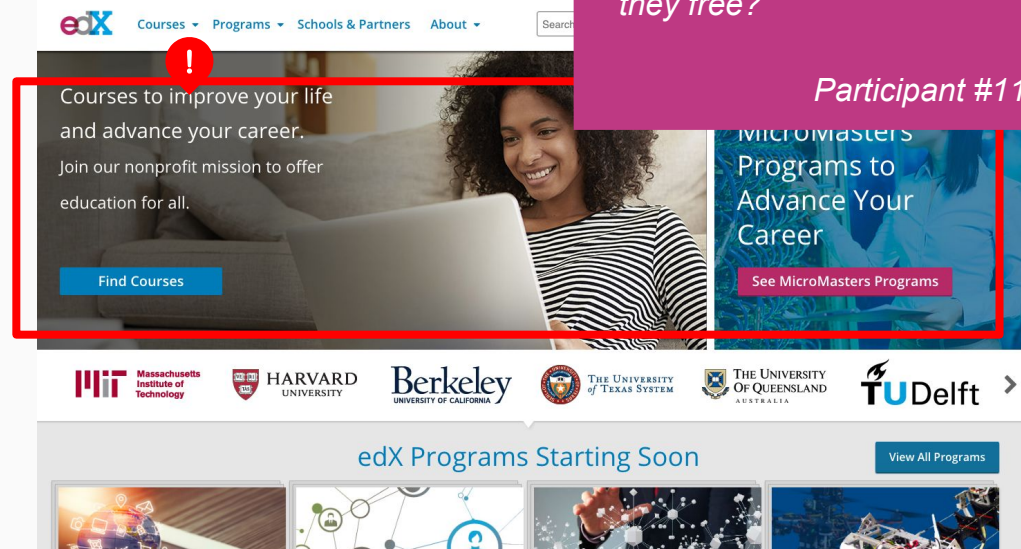 they free?
Participant #11
edX
Courses Programs Schools & Partners About
Search
!
Courses to improve your life
and advance your career.
Join our nonprofit mission to offer
education for all.
Find Courses
MicroMasters
Programs to
Advance Your
Career
See MicroMasters Programs
Massachusetts
Institute of
Technology
HARVARD
UNIVERSITY
Berkeley
UNIVERSITY OF CALIFORNIA
THE UNIVERSITY
of TEXAS SYSTEM
THE UNIVERSITY
OF QUEENSLAND
AUSTRALIA
TUDelft
edX Programs Starting Soon
View All Programs